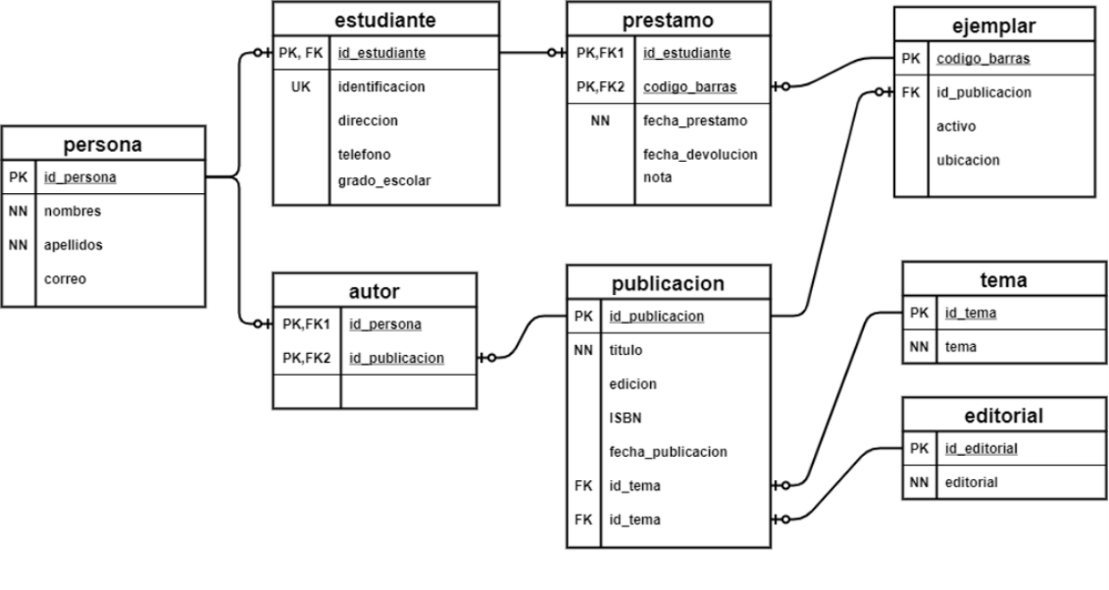 persona
PK id_persona
NN nombres
NN apellidos
correo
estudiante
PK, FK id_estudiante
UK identificacion
direccion
telefono
grado_escolar
autor
PK,FK1 id_persona
PK,FK2 id_publicacion
prestamo
PK,FK1 id_estudiante
PK,FK2 codigo_barras
NN fecha_prestamo
fecha_devolucion
nota
publicacion
PK id_publicacion
NN titulo
edicion
ISBN
fecha_publicacion
FK id_tema
FK id_tema
ejemplar
PK codigo_barras
FK id_publicacion
activo
ubicacion
tema
PK id_tema
NN tema
editorial
PK id_editorial
NN editorial